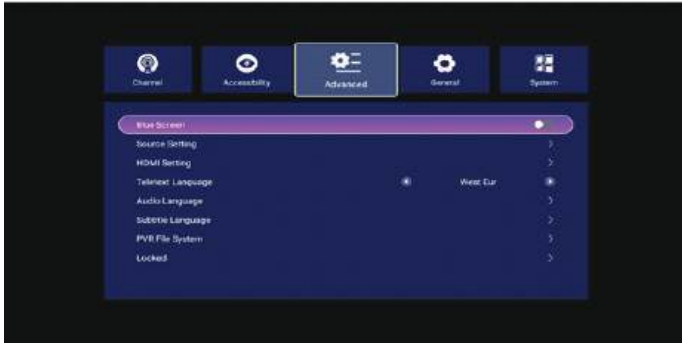 Channel
Accessibility
Advanced
General
System
Blue Screen
Source Setting
HDMI Setting
Teletext Language West Eur
Audio Language
Subtitle Language
PVR File System
Locked